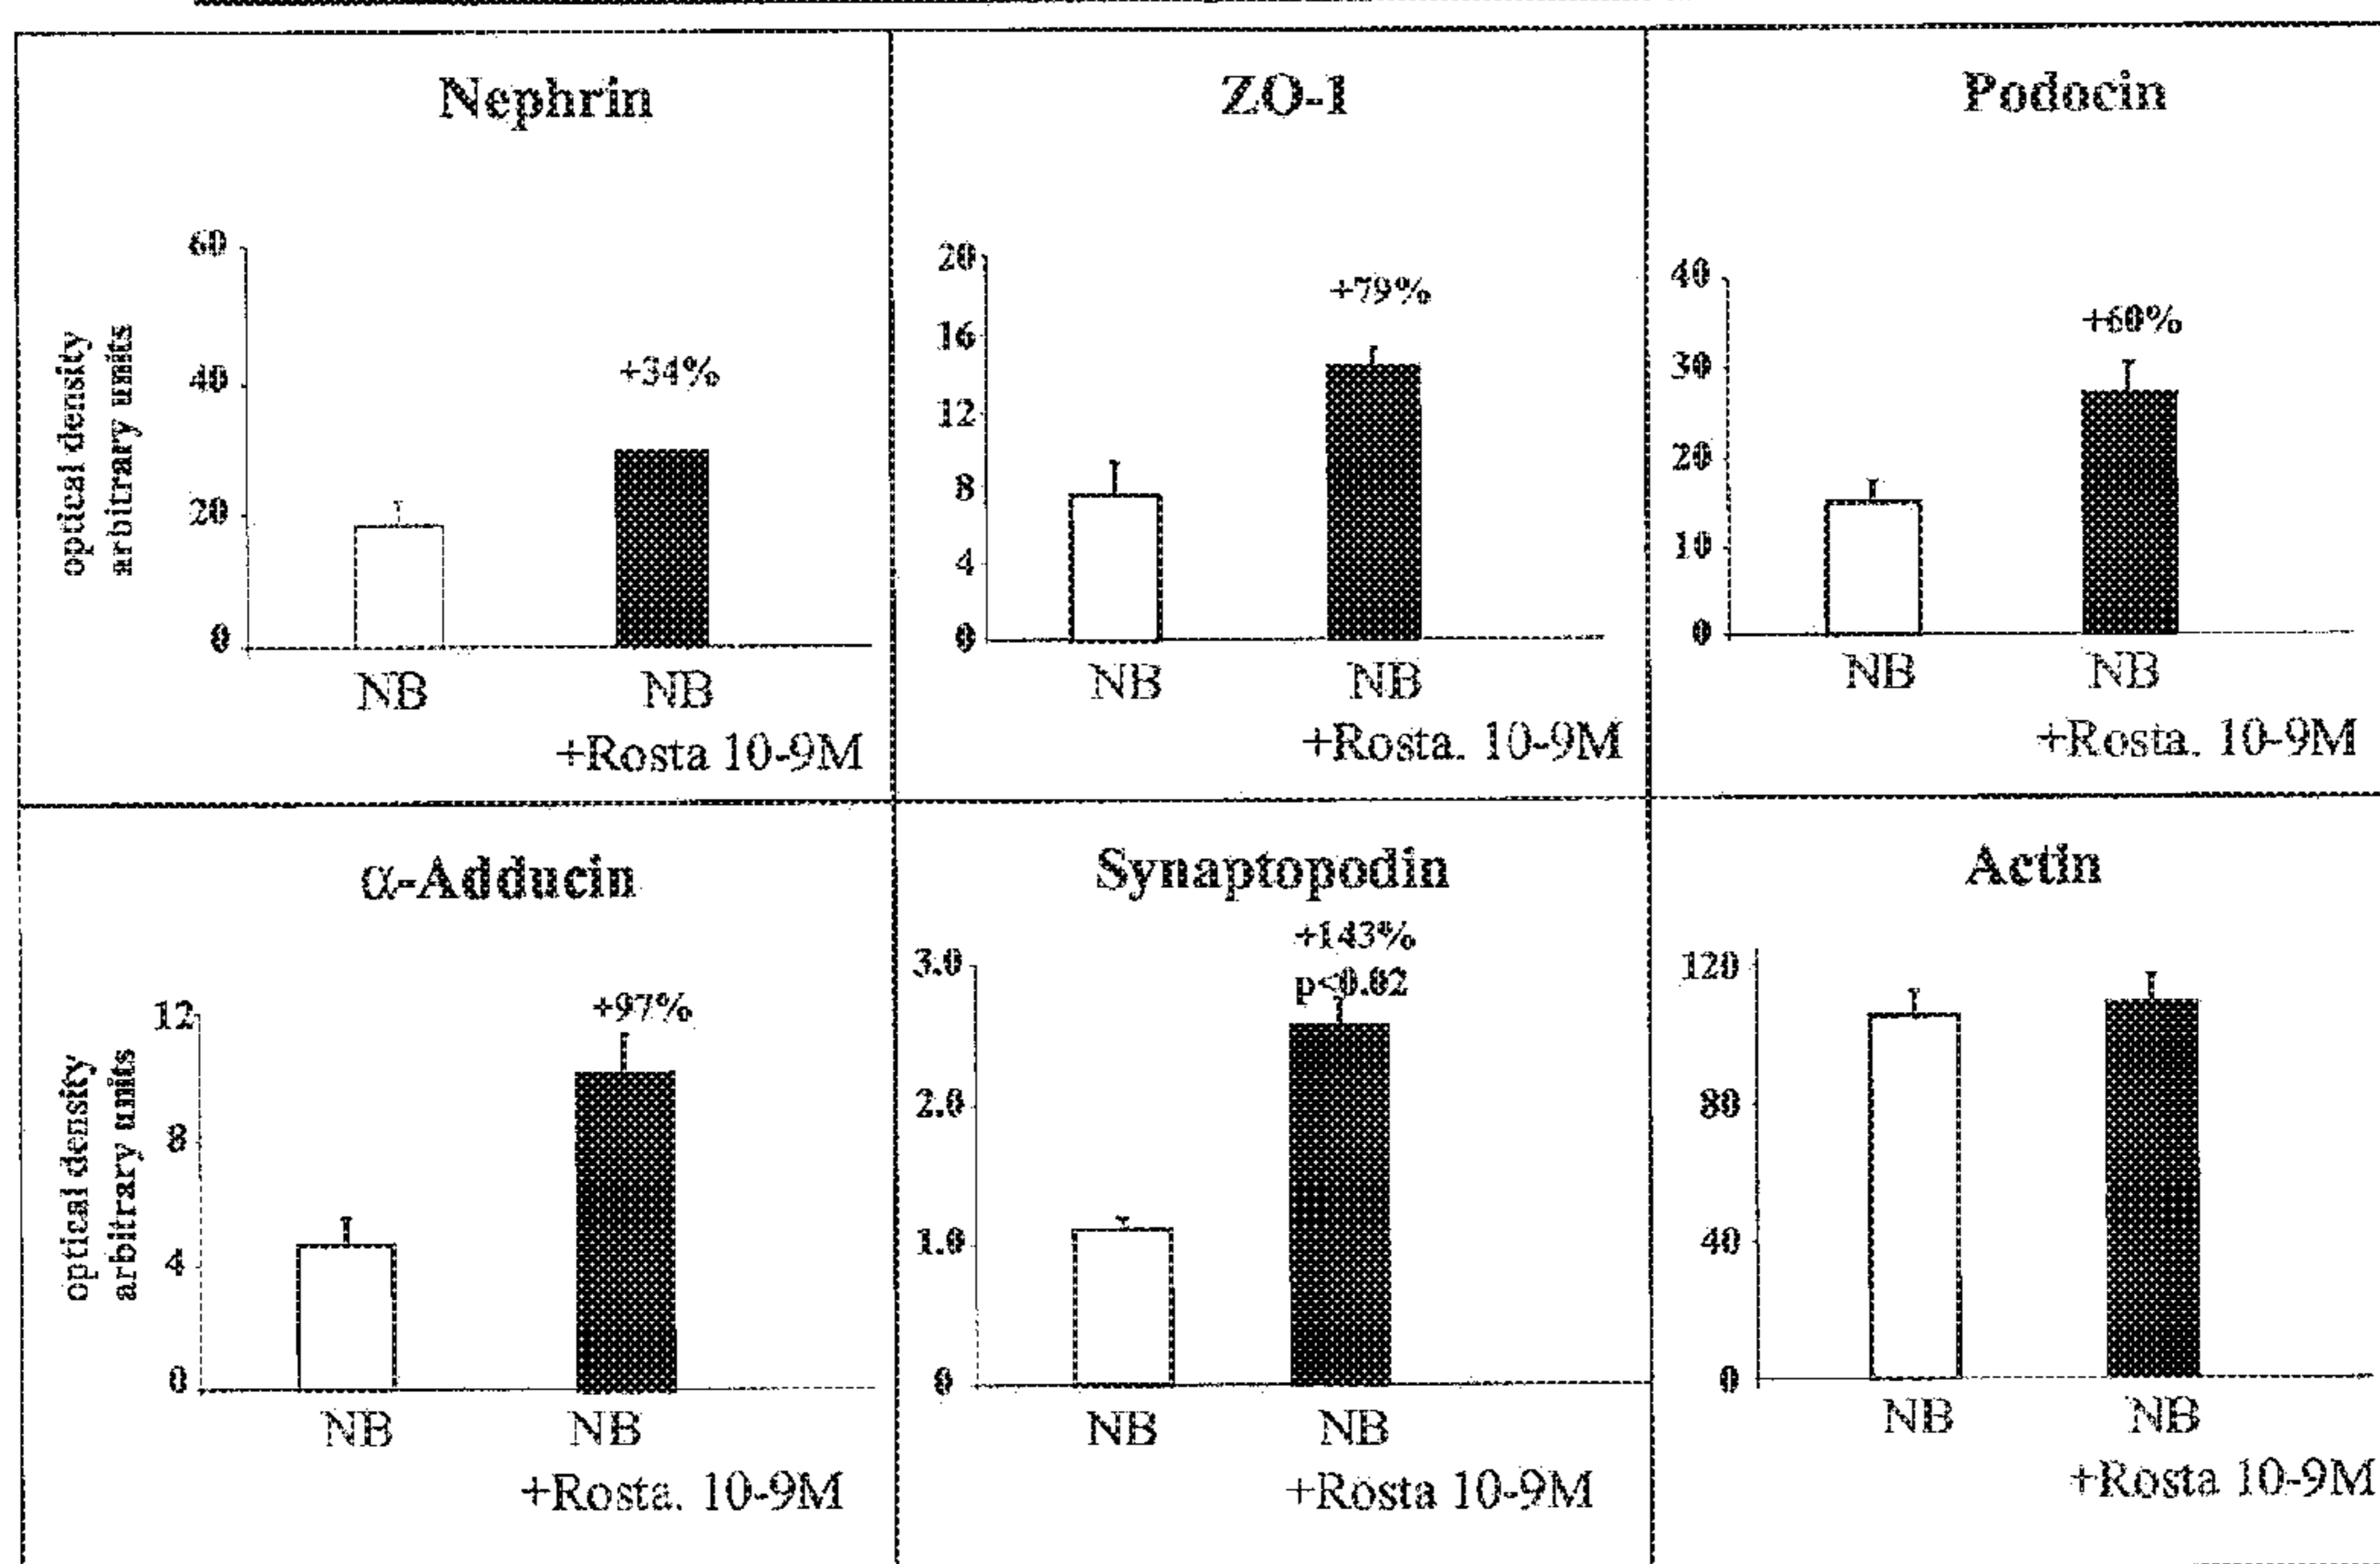 Nephrin
optical density
arbitrary units
60
40
20
0
+34%
NB
NB
+Rosta 10-9M
ZO-1
20
16
12
8
4
0
+79%
NB
NB
+Rosta. 10-9M
Podocin
40
30
20
10
0
+60%
NB
NB
+Rosta. 10-9M
α-Adducin
optical density
arbitrary units
12
8
4
0
+97%
NB
NB
+Rosta. 10-9M
Synaptopodin
+143%
p<0.02
3.0
2.0
1.0
0
NB
NB
+Rosta 10-9M
Actin
120
80
40
0
NB
NB
+Rosta 10-9M